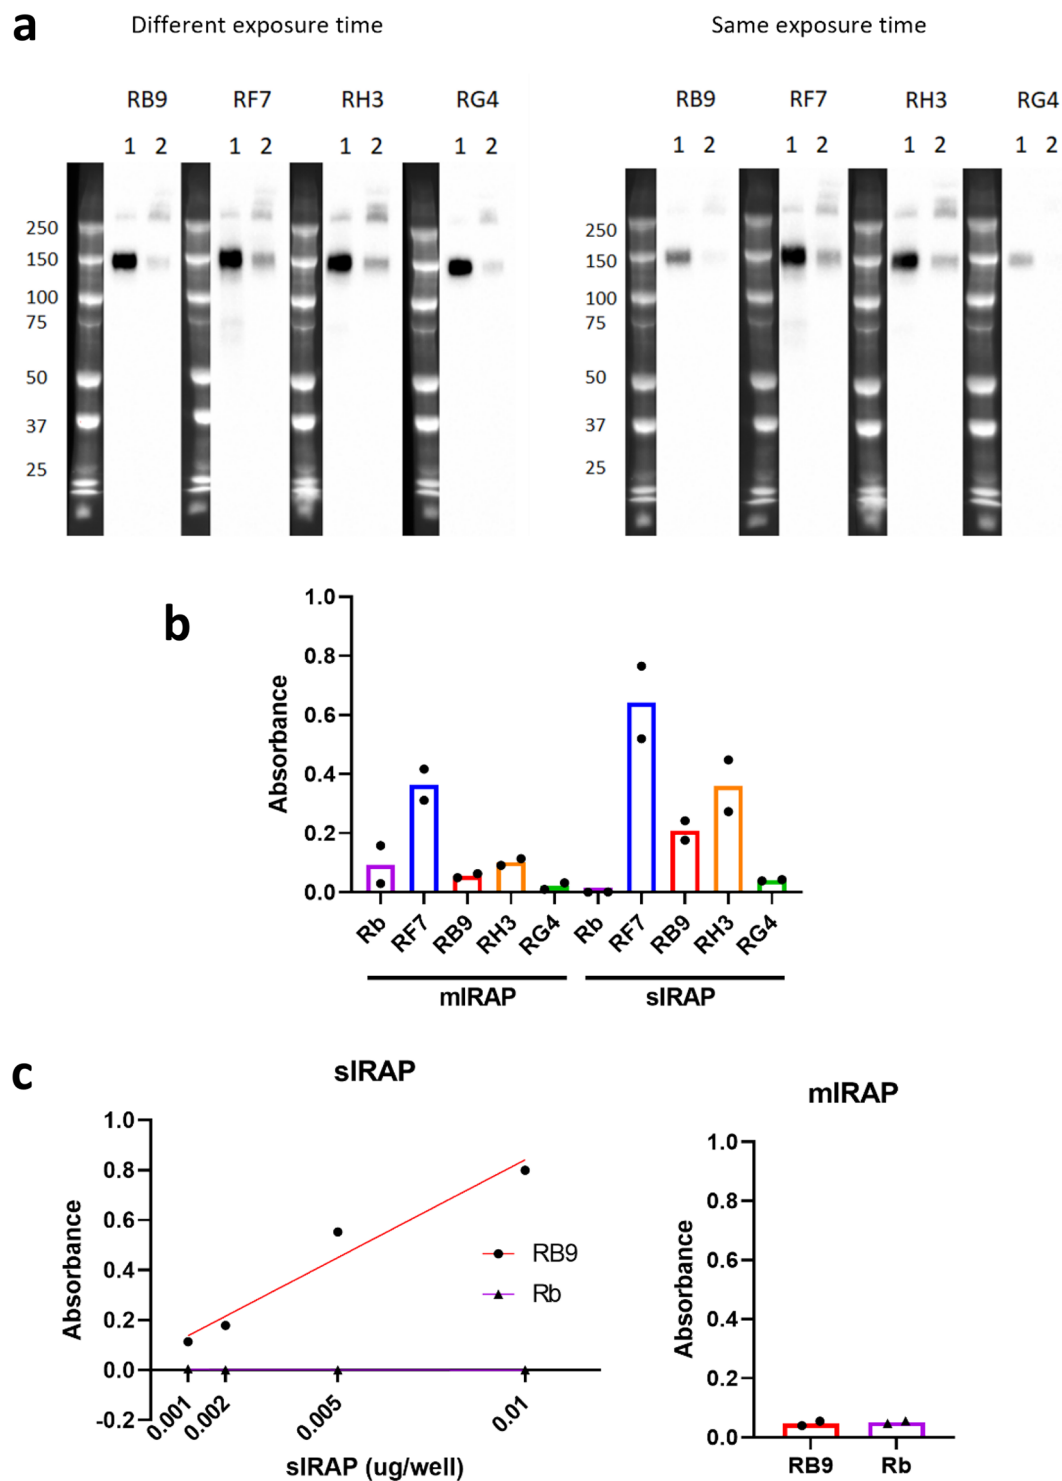 a
Different exposure time
Same exposure time
RB9 RF7 RH3 RG4
RB9 RF7 RH3 RG4
1 2 1 2 1 2 1 2
1 2 1 2 1 2 1 2
250
150
100
75
50
37
25
250
150
100
75
50
37
25
b
1.0
0.8
0.6
0.4
0.2
0.0
Absorbance
Rb RF7 RB9 RH3 RG4 Rb RF7 RB9 RH3 RG4
mIRAP sIRAP
c
sIRAP
1.0
0.8
0.6
0.4
0.2
0.0
-0.2
Absorbance
RB9
Rb
0.001 0.002 0.005 0.01
sIRAP (ug/well)
mIRAP
1.0
0.8
0.6
0.4
0.2
0.0
Absorbance
RB9 Rb